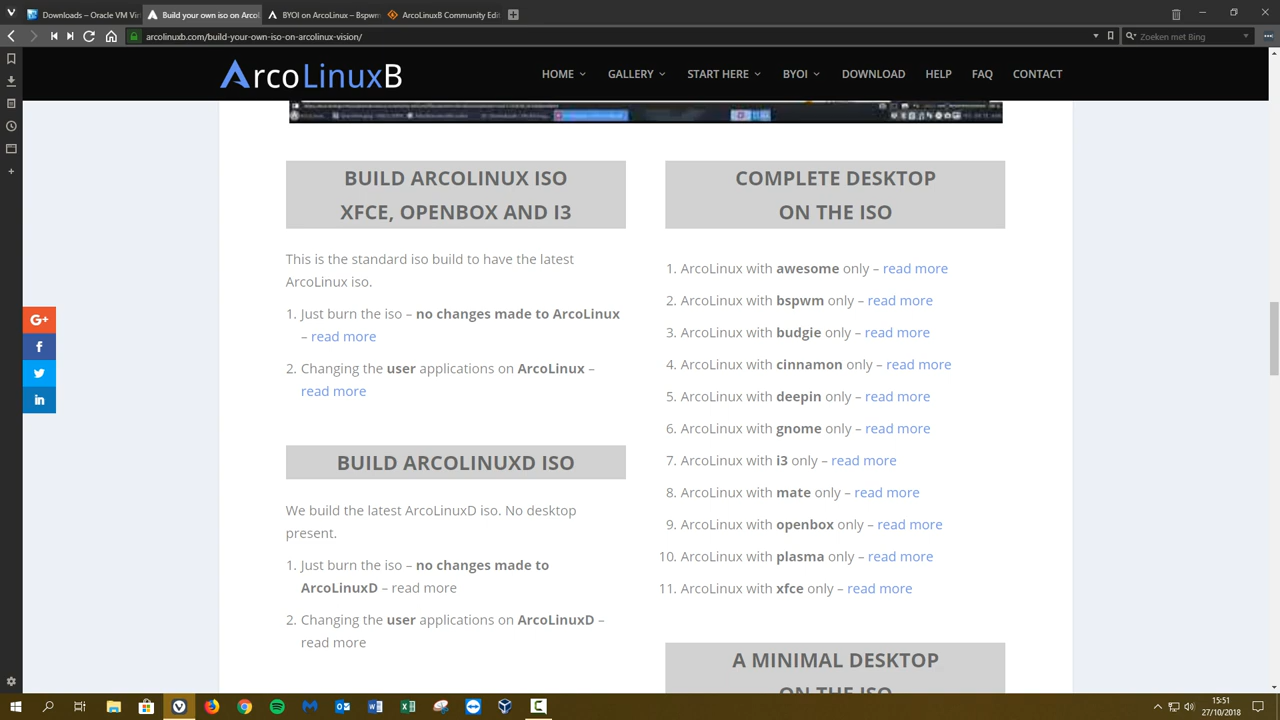 Downloads – Oracle VM Vir
Build your own iso on Arcol
BYOI on ArcoLinux – Bspwm
ArcoLinuxB Community Edit
arcolinuxb.com/build-your-own-iso-on-arcolinux-vision/
Zoeken met Bing
ArcoLinuxB
HOME
GALLERY
START HERE
BYOI
DOWNLOAD
HELP
FAQ
CONTACT
BUILD ARCOLINUX ISO
XFCE, OPENBOX AND I3
This is the standard iso build to have the latest
ArcoLinux iso.
1. Just burn the iso – no changes made to ArcoLinux
– read more
2. Changing the user applications on ArcoLinux –
read more
BUILD ARCOLINUXD ISO
We build the latest ArcoLinuxD iso. No desktop
present.
1. Just burn the iso – no changes made to
ArcoLinuxD – read more
2. Changing the user applications on ArcoLinuxD –
read more
COMPLETE DESKTOP
ON THE ISO
1. ArcoLinux with awesome only – read more
2. ArcoLinux with bspwm only – read more
3. ArcoLinux with budgie only – read more
4. ArcoLinux with cinnamon only – read more
5. ArcoLinux with deepin only – read more
6. ArcoLinux with gnome only – read more
7. ArcoLinux with i3 only – read more
8. ArcoLinux with mate only – read more
9. ArcoLinux with openbox only – read more
10. ArcoLinux with plasma only – read more
11. ArcoLinux with xfce only – read more
A MINIMAL DESKTOP
ON THE ISO
G+
f
in
15:51
27/10/2018